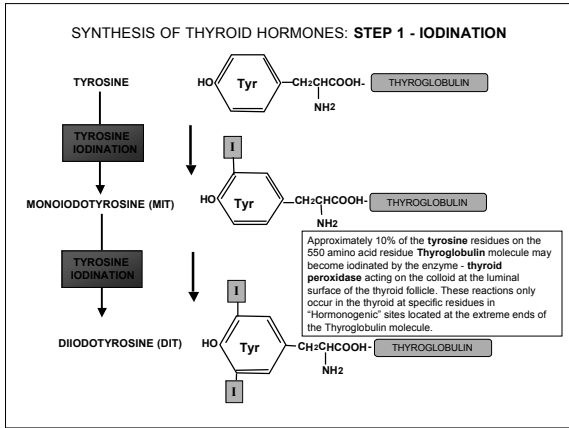 SYNTHESIS OF THYROID HORMONES: STEP 1 - IODINATION
TYROSINE
HO
Tyr
CH2CHCOOH-
NH2
THYROGLOBULIN
TYROSINE
IODINATION
I
MONOIODOTYROSINE (MIT)
HO
Tyr
CH2CHCOOH-
NH2
THYROGLOBULIN
Approximately 10% of the tyrosine residues on the
550 amino acid residue Thyroglobulin molecule may
become iodinated by the enzyme - thyroid
peroxidase acting on the colloid at the luminal
surface of the thyroid follicle. These reactions only
occur in the thyroid at specific residues in
“Hormonogenic” sites located at the extreme ends of
the Thyroglobulin molecule.
TYROSINE
IODINATION
I
DIIODOTYROSINE (DIT)
HO
Tyr
CH2CHCOOH-
NH2
THYROGLOBULIN
I